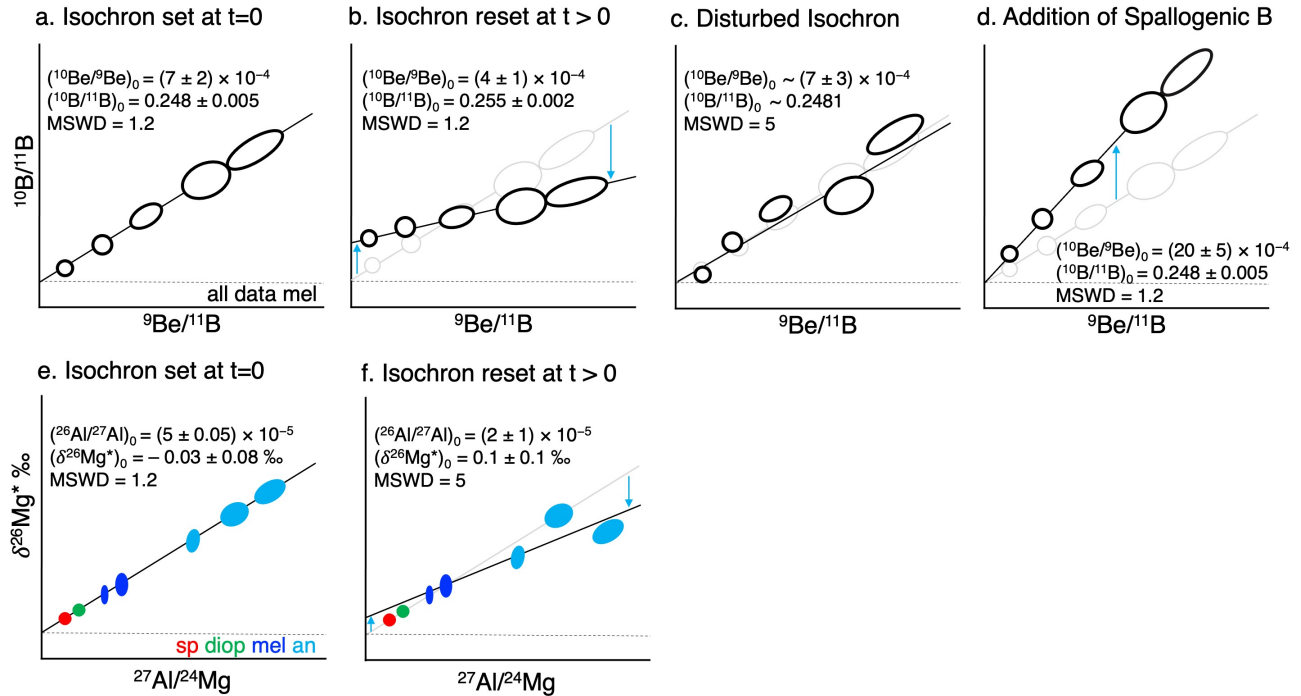 a. Isochron set at t=0
(¹⁰Be/⁹Be)₀ = (7 ± 2) × 10⁻⁴
(¹⁰B/¹¹B)₀ = 0.248 ± 0.005
MSWD = 1.2
¹⁰B/¹¹B
all data mel
⁹Be/¹¹B
b. Isochron reset at t > 0
(¹⁰Be/⁹Be)₀ = (4 ± 1) × 10⁻⁴
(¹⁰B/¹¹B)₀ = 0.255 ± 0.002
MSWD = 1.2
⁹Be/¹¹B
c. Disturbed Isochron
(¹⁰Be/⁹Be)₀ ~ (7 ± 3) × 10⁻⁴
(¹⁰B/¹¹B)₀ ~ 0.2481
MSWD = 5
⁹Be/¹¹B
d. Addition of Spallogenic B
(¹⁰Be/⁹Be)₀ = (20 ± 5) × 10⁻⁴
(¹⁰B/¹¹B)₀ = 0.248 ± 0.005
MSWD = 1.2
⁹Be/¹¹B
e. Isochron set at t=0
(²⁶Al/²⁷Al)₀ = (5 ± 0.05) × 10⁻⁵
(δ²⁶Mg*)₀ = − 0.03 ± 0.08 ‰
MSWD = 1.2
δ²⁶Mg* ‰
sp diop mel an
²⁷Al/²⁴Mg
f. Isochron reset at t > 0
(²⁶Al/²⁷Al)₀ = (2 ± 1) × 10⁻⁵
(δ²⁶Mg*)₀ = 0.1 ± 0.1 ‰
MSWD = 5
²⁷Al/²⁴Mg